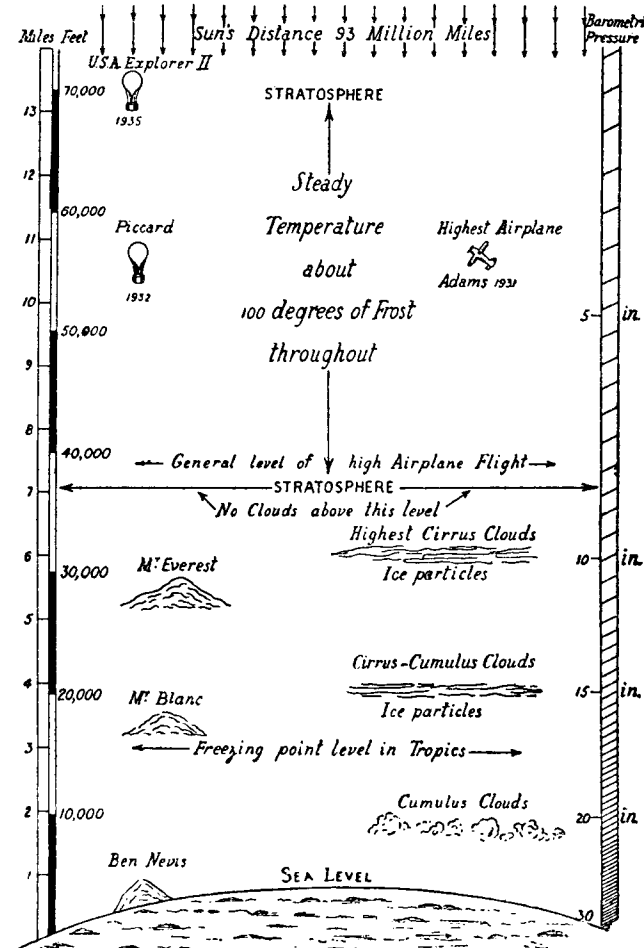 Miles Feet
Sun's Distance 93 Million Miles
Barometric
Pressure
U.S.A. Explorer II
70,000
STRATOSPHERE
13
1935
Steady
12
60,000
Piccard
Temperature
Highest Airplane
11
about
Adams 1931
1932
10
100 degrees of Frost
5 in.
50,000
throughout
9
8
40,000
General level of high Airplane Flight
7
STRATOSPHERE
No Clouds above this level
Highest Cirrus Clouds
6
10 in.
30,000
Mt Everest
Ice particles
5
Cirrus-Cumulus Clouds
4
20,000
Mt Blanc
15 in.
Ice particles
3
Freezing point level in Tropics
Cumulus Clouds
2
10,000
20 in.
Ben Nevis
1
SEA LEVEL
30